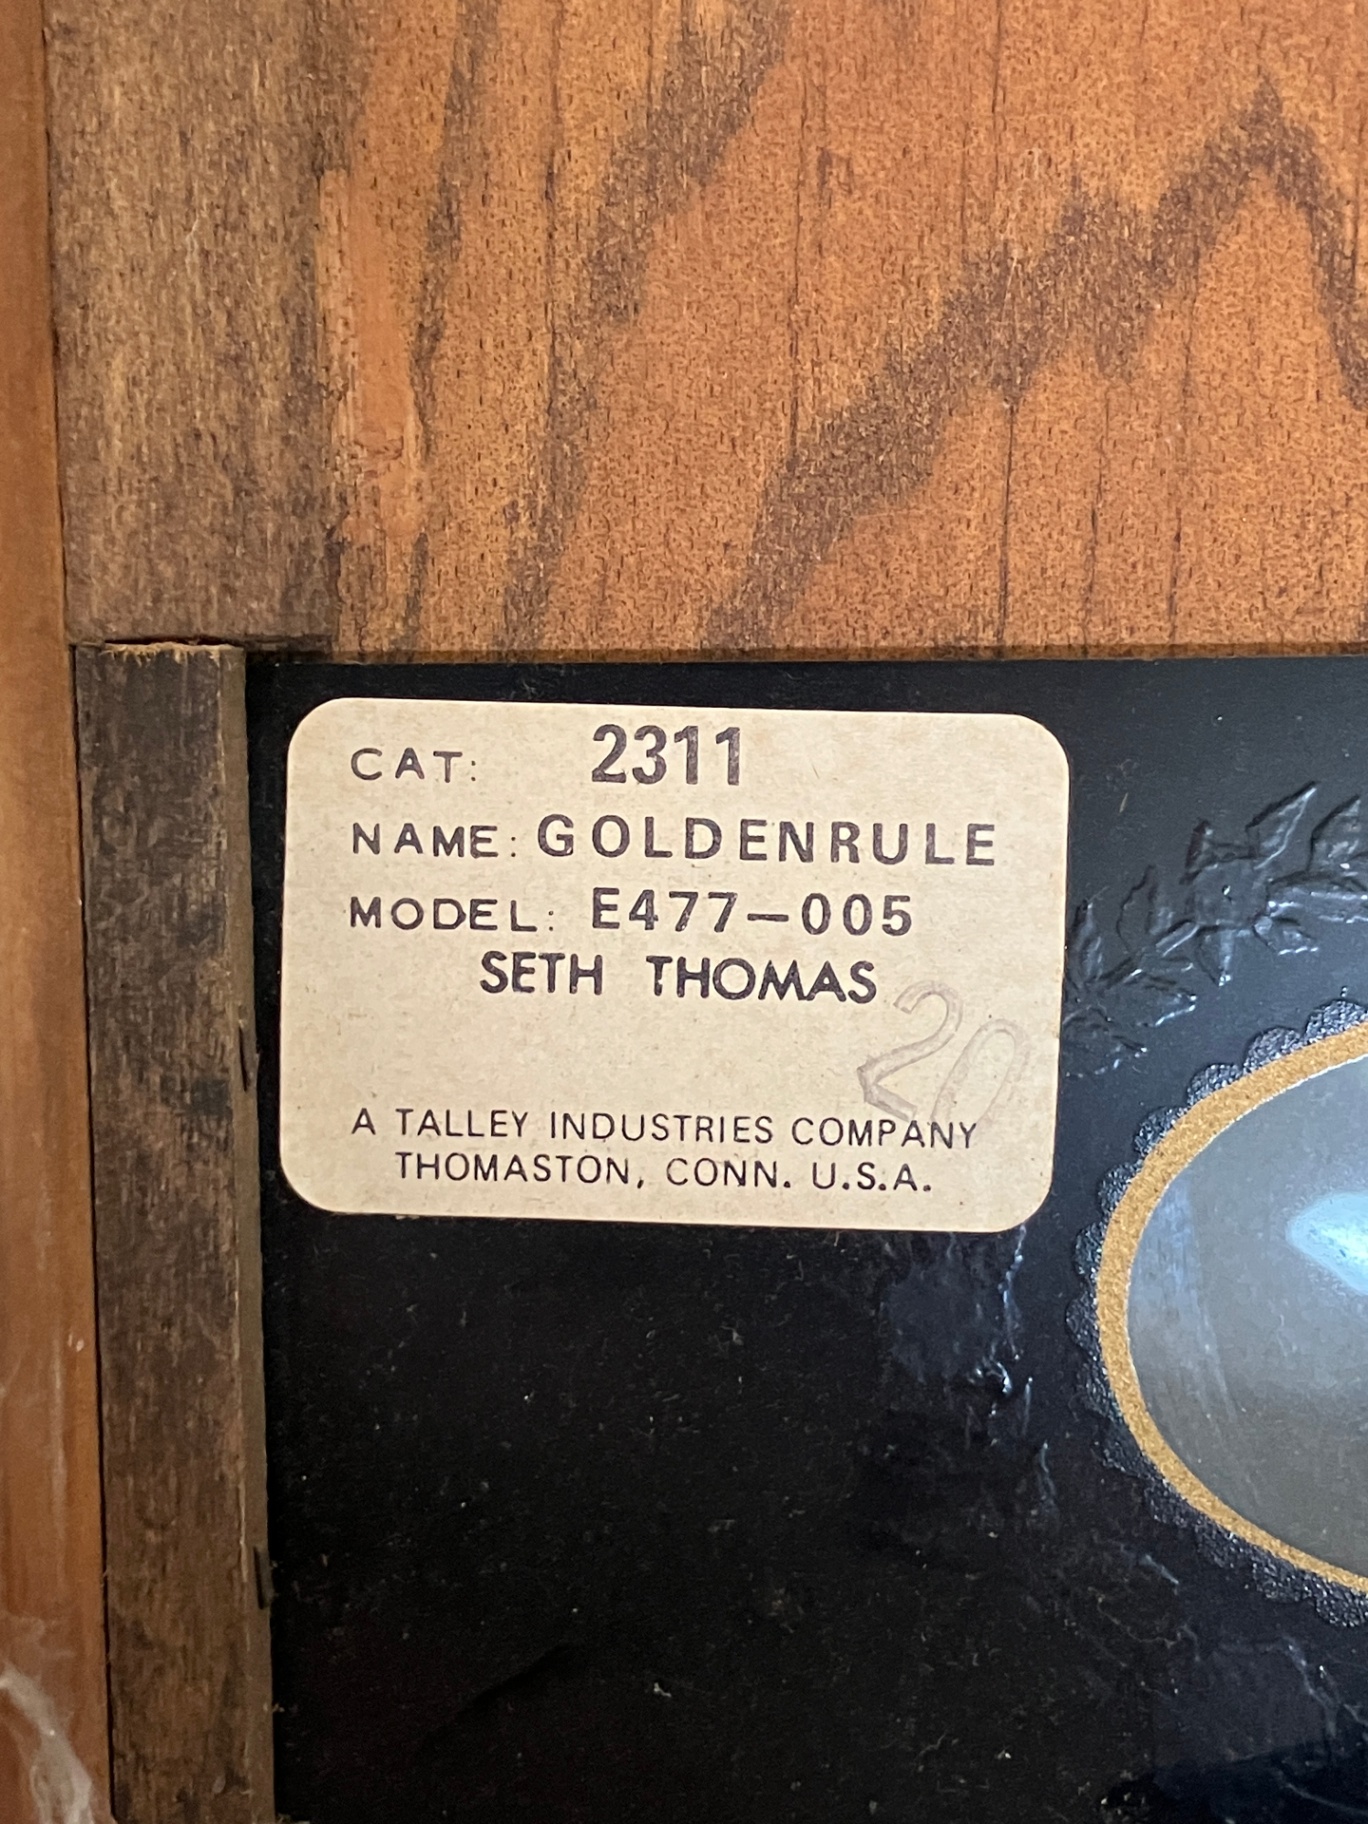 CAT: 2311
NAME: GOLDENRULE
MODEL: E477-005
SETH THOMAS
20
A TALLEY INDUSTRIES COMPANY
THOMASTON, CONN. U.S.A.